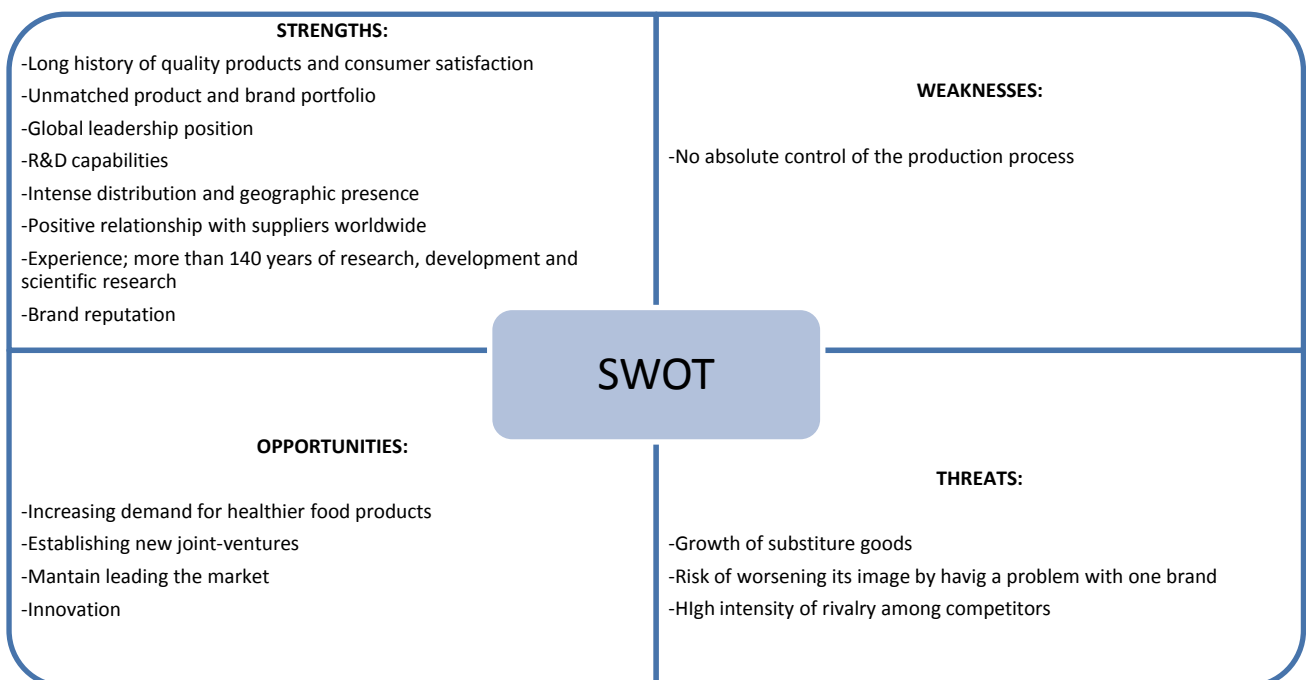 STRENGTHS:
-Long history of quality products and consumer satisfaction
-Unmatched product and brand portfolio
-Global leadership position
-R&D capabilities
-Intense distribution and geographic presence
-Positive relationship with suppliers worldwide
-Experience; more than 140 years of research, development and
scientific research
-Brand reputation
WEAKNESSES:
-No absolute control of the production process
SWOT
OPPORTUNITIES:
-Increasing demand for healthier food products
-Establishing new joint-ventures
-Mantain leading the market
-Innovation
THREATS:
-Growth of substiture goods
-Risk of worsening its image by havig a problem with one brand
-HIgh intensity of rivalry among competitors